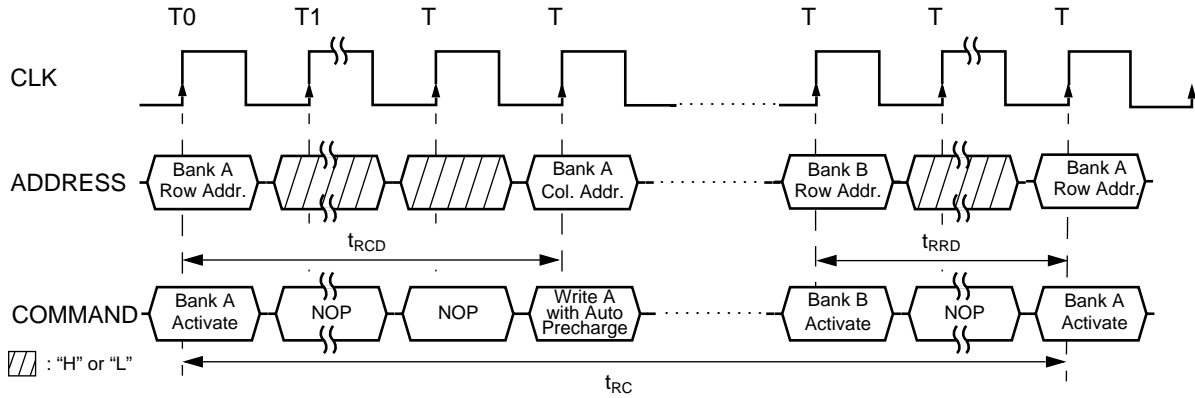 T0 T1 T T T T T
CLK
ADDRESS
Bank A
Row Addr.
Bank A
Col. Addr.
Bank B
Row Addr.
Bank A
Row Addr.
tRCD
tRRD
COMMAND
Bank A
Activate
NOP
NOP
Write A
with Auto
Precharge
Bank B
Activate
NOP
Bank A
Activate
: “H” or “L”
tRC